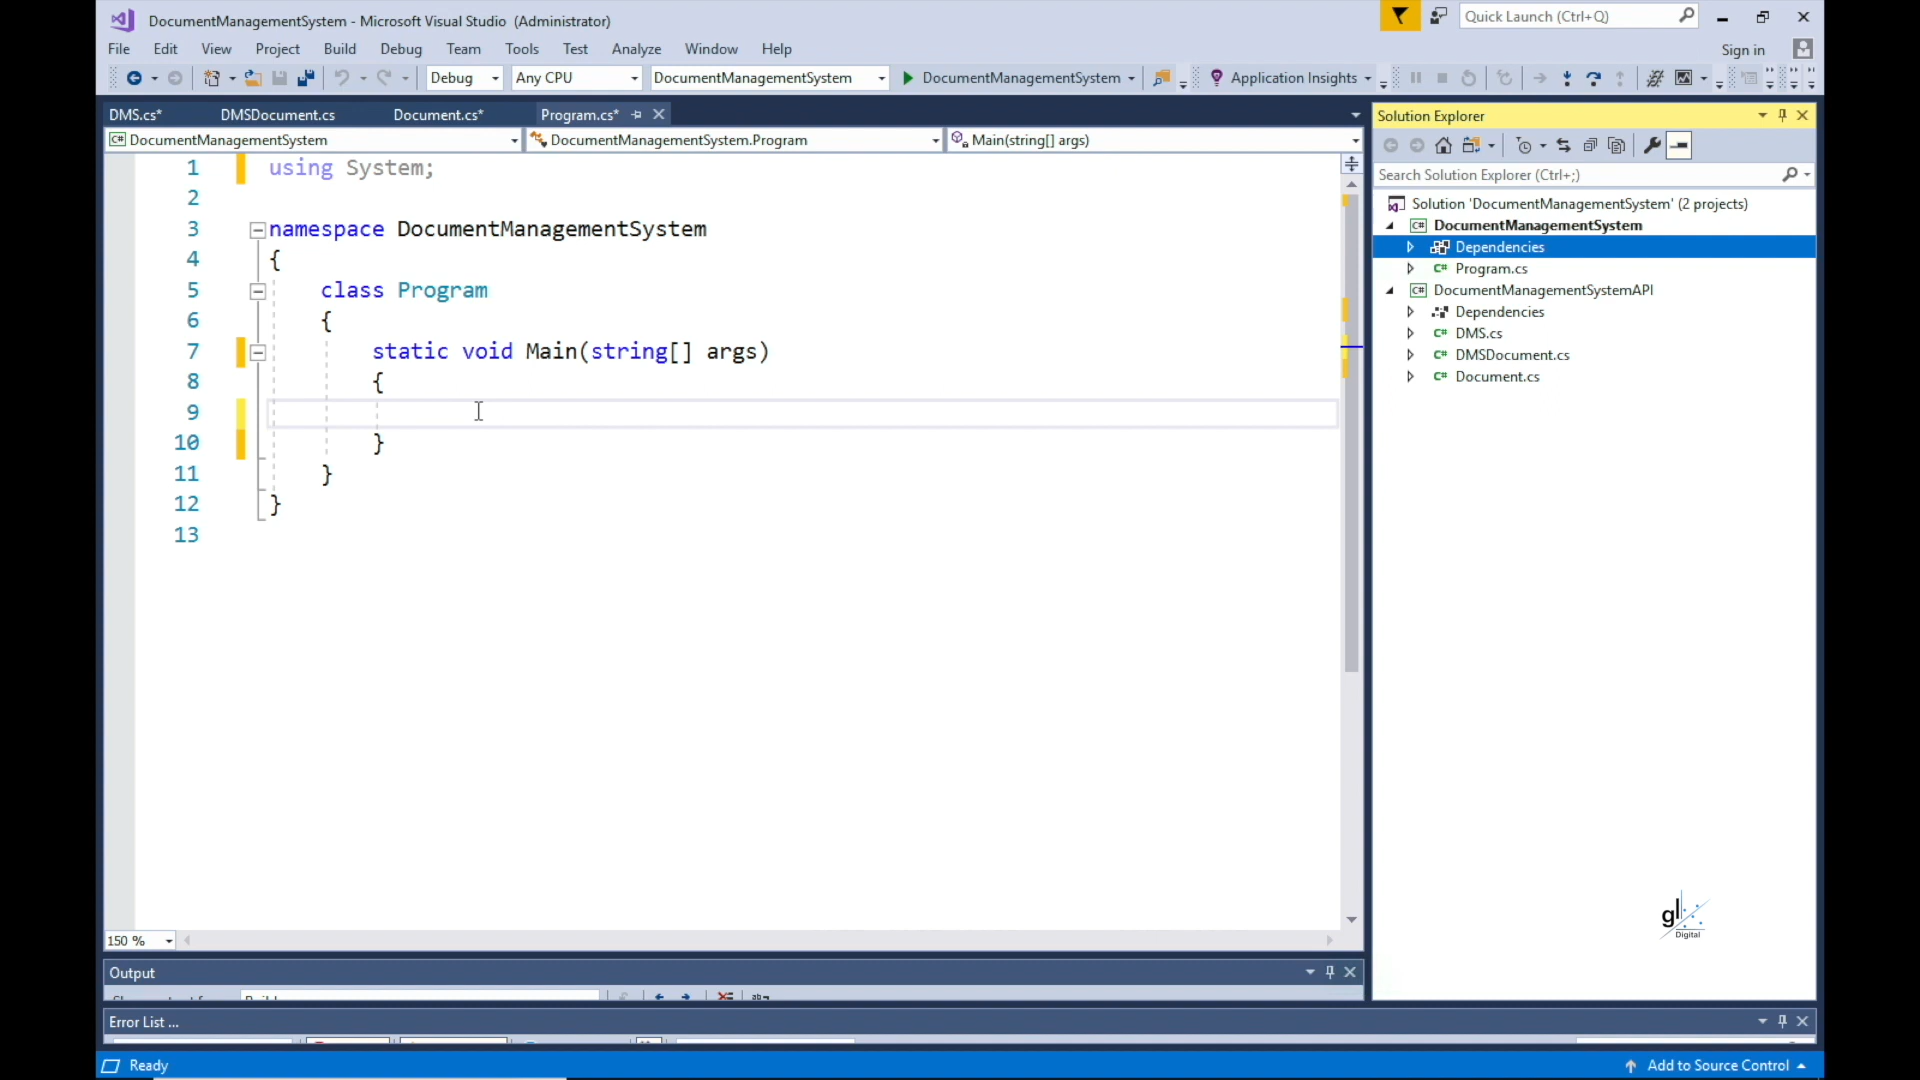 DocumentManagementSystem - Microsoft Visual Studio (Administrator)
Quick Launch (Ctrl+Q)
File Edit View Project Build Debug Team Tools Test Analyze Window Help
Sign in
Debug Any CPU DocumentManagementSystem DocumentManagementSystem Application Insights
DMS.cs* DMSDocument.cs Document.cs* Program.cs*
DocumentManagementSystem DocumentManagementSystem.Program Main(string[] args)
1 using System;
2
3 namespace DocumentManagementSystem
4 {
5 class Program
6 {
7 static void Main(string[] args)
8 {
9
10 }
11 }
12 }
13
150 %
Output
Error List ...
Ready
Add to Source Control
Solution Explorer
Search Solution Explorer (Ctrl+;)
Solution 'DocumentManagementSystem' (2 projects)
DocumentManagementSystem
Dependencies
Program.cs
DocumentManagementSystemAPI
Dependencies
DMS.cs
DMSDocument.cs
Document.cs
gl
Digital